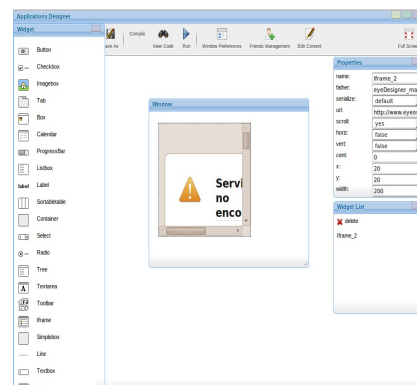 Applications Designer
Widget
Button
Checkbox
Imagebox
Tab
Box
Calendar
ProgressBar
Listbox
label Label
Sortabletable
Container
Select
Radio
Tree
Textarea
Toolbar
Iframe
Simplebox
Line
Textbox
ve As
Compile
View Code
Run
Window Preferences
Friends Management
Edit Content
Full Scree
Window
Servi
no
enco
Properties
name: Iframe_2
father: eyeDesigner_ma
serialize: default
url: http://www.eyeos
scroll: yes
horiz: false
vert: false
cent: 0
x: 20
y: 20
width: 200
Widget List
delete
Iframe_2